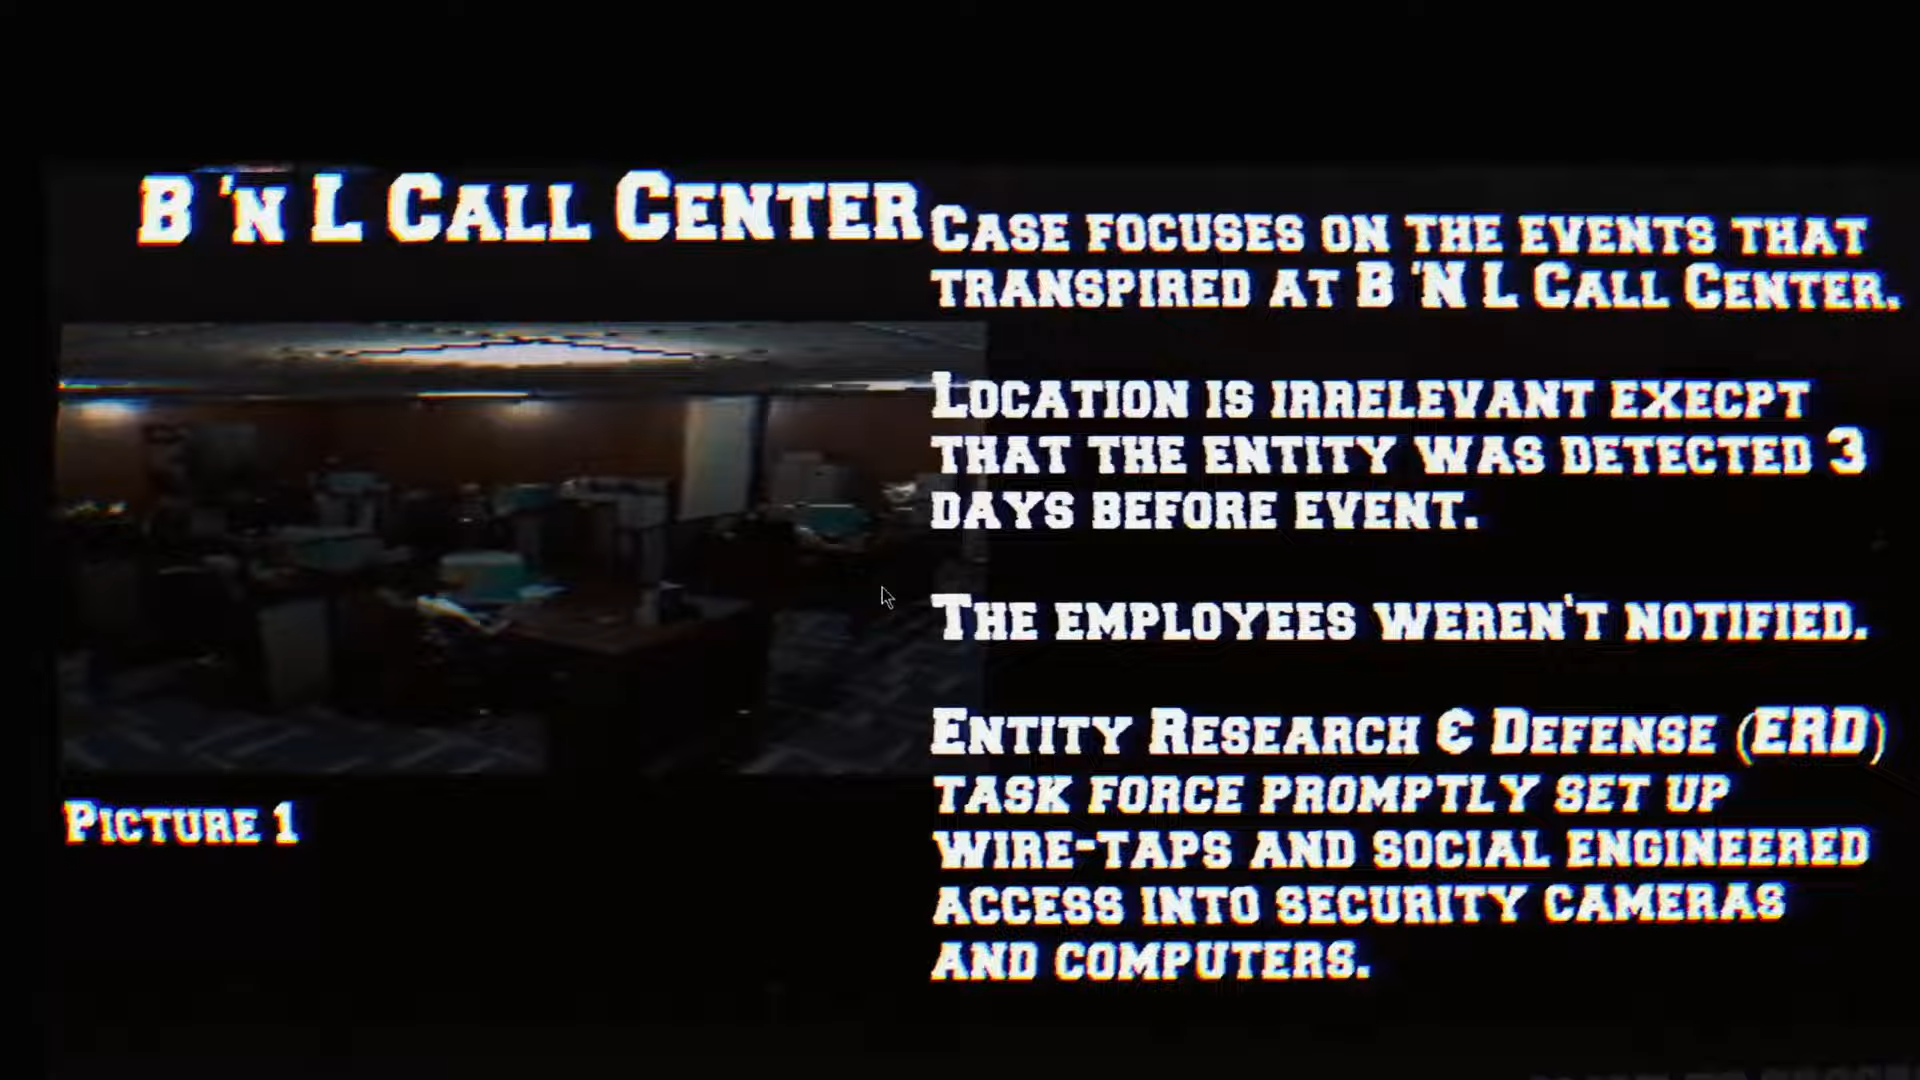 B 'n L Call Center
Case focuses on the events that
transpired at B 'N L Call Center.
Location is irrelevant execpt
that the entity was detected 3
days before event.
The employees weren't notified.
Entity Research & Defense (ERD)
task force promptly set up
wire-taps and social engineered
access into security cameras
and computers.
Picture 1